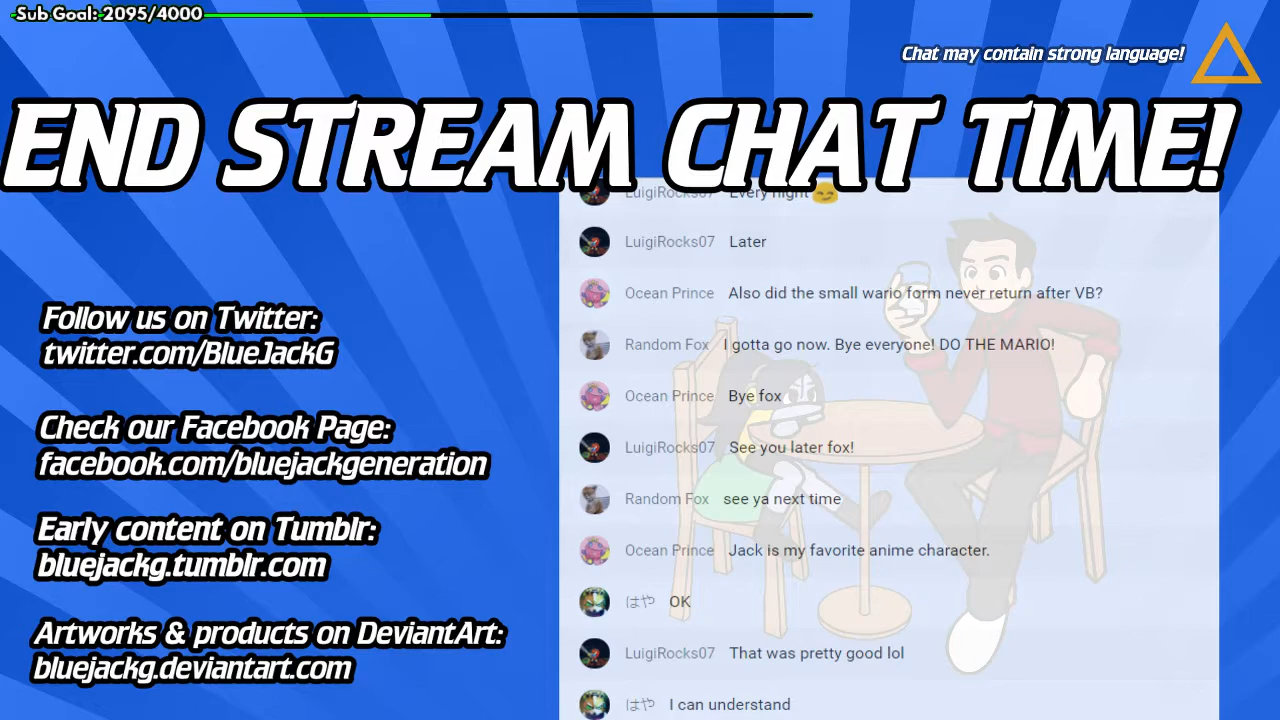 Sub Goal: 2095/4000
Chat may contain strong language!
END STREAM CHAT TIME!
LuigiRocks07 Every night
LuigiRocks07 Later
Ocean Prince Also did the small wario form never return after VB?
Random Fox I gotta go now. Bye everyone! DO THE MARIO!
Ocean Prince Bye fox
LuigiRocks07 See you later fox!
Random Fox see ya next time
Ocean Prince Jack is my favorite anime character.
はや OK
LuigiRocks07 That was pretty good lol
はや I can understand
Follow us on Twitter:
twitter.com/BlueJackG
Check our Facebook Page:
facebook.com/bluejackgeneration
Early content on Tumblr:
bluejackg.tumblr.com
Artworks & products on DeviantArt:
bluejackg.deviantart.com